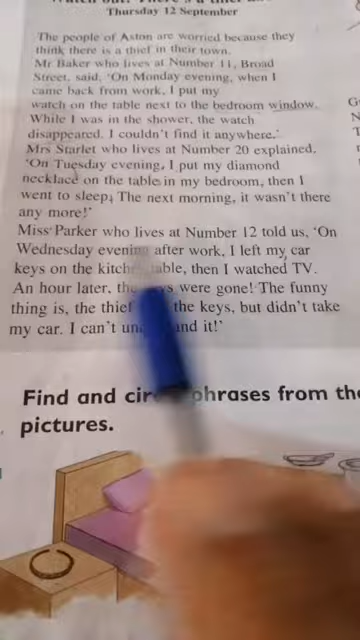 Thursday 12 September
The people of Aston are worried because they
think there is a thief in their town.
Mr Baker who lives at Number 11, Broad
Street, said, ‘On Monday evening, when I
came back from work, I put my
watch on the table next to the bedroom window.
While I was in the shower, the watch
disappeared. I couldn't find it anywhere.’
Mrs Starlet who lives at Number 20 explained,
‘On Tuesday evening, I put my diamond
necklace on the table in my bedroom, then I
went to sleep. The next morning, it wasn't there
any more!’
Miss Parker who lives at Number 12 told us, ‘On
Wednesday evening after work, I left my car
keys on the table, then I watched TV.
An hour later, were gone! The funny
thing is, the thief the keys, but didn't take
my car. I can't it!’
Find and phrases from the
pictures.